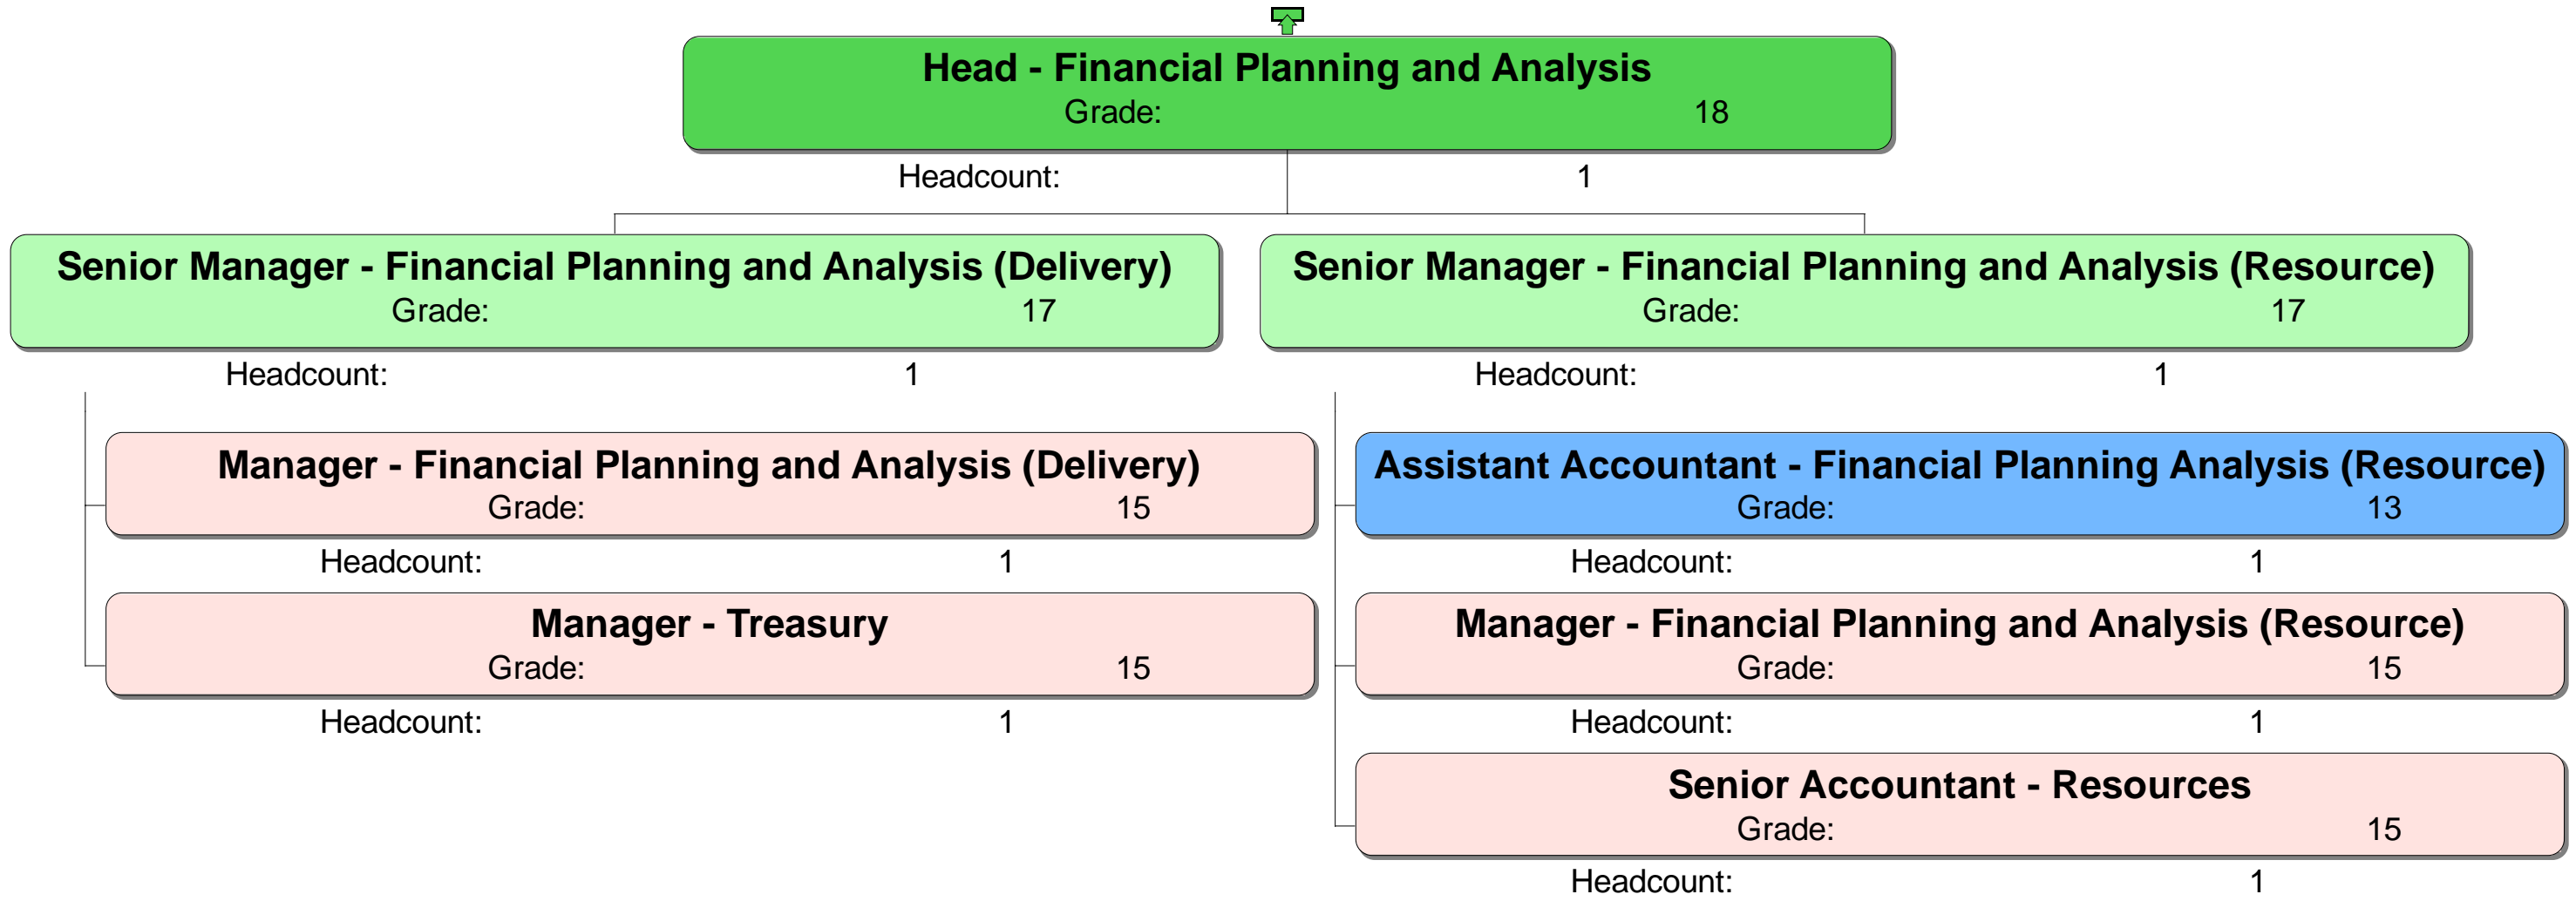 Head - Financial Planning and Analysis
Grade: 18
Headcount: 1
Senior Manager - Financial Planning and Analysis (Delivery)
Grade: 17
Headcount: 1
Senior Manager - Financial Planning and Analysis (Resource)
Grade: 17
Headcount: 1
Manager - Financial Planning and Analysis (Delivery)
Grade: 15
Headcount: 1
Manager - Treasury
Grade: 15
Headcount: 1
Assistant Accountant - Financial Planning Analysis (Resource)
Grade: 13
Headcount: 1
Manager - Financial Planning and Analysis (Resource)
Grade: 15
Headcount: 1
Senior Accountant - Resources
Grade: 15
Headcount: 1